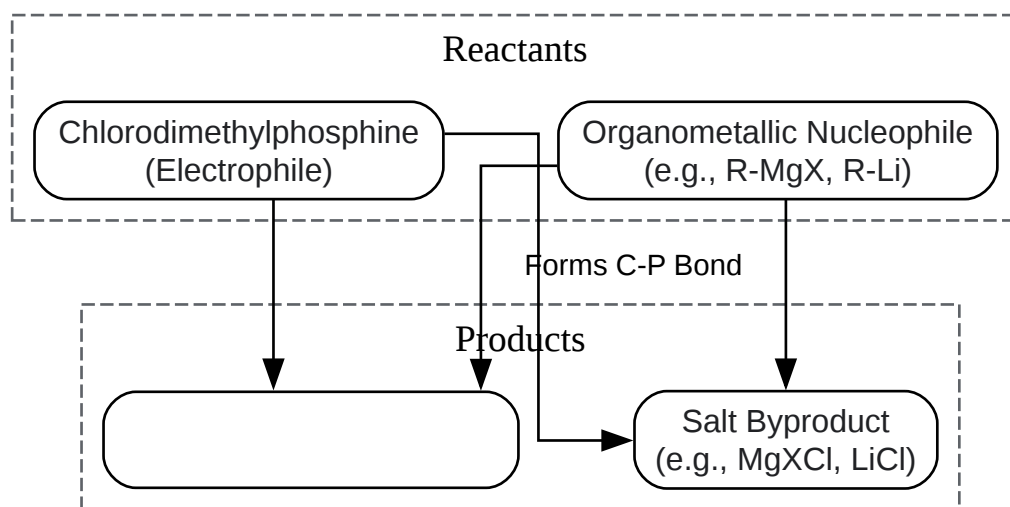 Reactants
Chlorodimethylphosphine
(Electrophile)
Organometallic Nucleophile
(e.g., R-MgX, R-Li)
Forms C-P Bond
Products
Salt Byproduct
(e.g., MgXCl, LiCl)